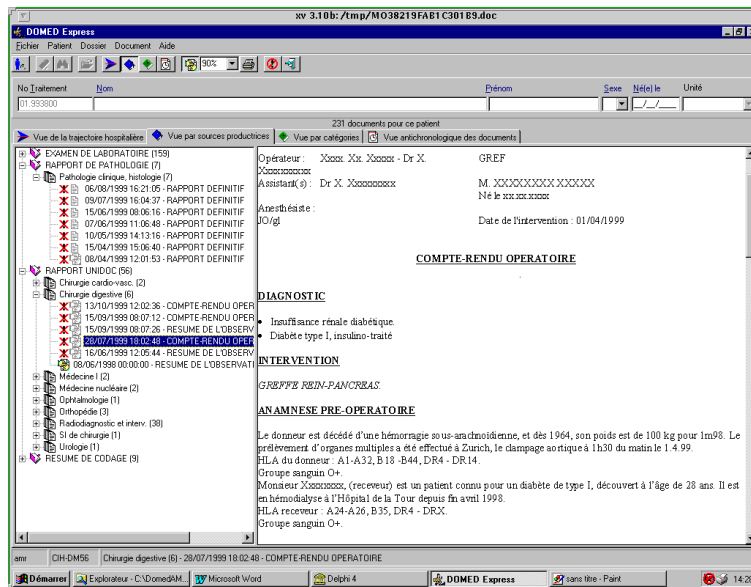 xv 3.10b: /tmp/MO38219FAB1C301B9.doc
DOMED Express
Fichier Patient Dossier Document Aide
90%
No Traitement Nom Prénom Sexe Né(e) le Unité
01.993800 _/_/__
231 documents pour ce patient
Vue de la trajectoire hospitalière Vue par sources productrices Vue par catégories Vue antichronologique des documents
EXAMEN DE LABORATOIRE (159)
RAPPORT DE PATHOLOGIE (7)
Pathologie clinique, histologie (7)
06/08/1999 16:21:05 - RAPPORT DEFINITIF
09/07/1999 16:04:37 - RAPPORT DEFINITIF
15/06/1999 08:06:16 - RAPPORT DEFINITIF
07/06/1999 11:06:48 - RAPPORT DEFINITIF
10/05/1999 14:13:16 - RAPPORT DEFINITIF
15/04/1999 15:06:40 - RAPPORT DEFINITIF
08/04/1999 12:01:53 - RAPPORT DEFINITIF
RAPPORT UNIDOC (56)
Chirurgie cardio-vasc. (2)
Chirurgie digestive (6)
13/10/1999 12:02:36 - COMPTE-RENDU OPER
15/09/1999 08:07:12 - COMPTE-RENDU OPER
15/09/1999 08:07:26 - RESUME DE L'OBSERV
28/07/1999 18:02:48 - COMPTE-RENDU OPER
16/06/1999 12:05:44 - RESUME DE L'OBSERV
08/06/1998 00:00:00 - RESUME DE L'OBSERVATI
Médecine I (2)
Médecine nucléaire (2)
Ophtalmologie (1)
Orthopédie (3)
Radiodiagnostic et interv. (38)
SI de chirurgie (1)
Urologie (1)
RESUME DE CODAGE (9)
Opérateur : Xxxx. Xx. Xxxxx - Dr X. GREF
Xxxxxxxxxx
Assistant(s) : Dr X. Xxxxxxxxx M. XXXXXXXX XXXXX
Né le xx.xx.xxxx
Anesthésiste :
JO/gl Date de l'intervention : 01/04/1999
COMPTE-RENDU OPERATOIRE
DIAGNOSTIC
• Insuffisance rénale diabétique.
• Diabète type I, insulino-traité
INTERVENTION
GREFFE REIN-PANCREAS.
ANAMNESE PRE-OPERATOIRE
Le donneur est décédé d'une hémorragie sous-arachnoidienne, et dès 1964, son poids est de 100 kg pour 1m98. Le
prélèvement d'organes multiples a été effectué à Zurich, le clampage aortique à 1h30 du matin le 1.4.99.
HLA du donneur : A1-A32, B18 -B44, DR4 - DR14.
Groupe sanguin O+.
Monsieur Xxxxxxxx, (receveur) est un patient connu pour un diabète de type I, découvert à l'âge de 28 ans. Il est
en hémodialyse à l'Hôpital de la Tour depuis fin avril 1998.
HLA receveur : A24-A26, B35, DR4 - DRX.
Groupe sanguin O+.
amr CIH-DM56 Chirurgie digestive (6) - 28/07/1999 18:02:48 - COMPTE-RENDU OPERATOIRE
Démarrer Explorateur - C:\DomedAM... Microsoft Word Delphi 4 DOMED Express sans titre - Paint